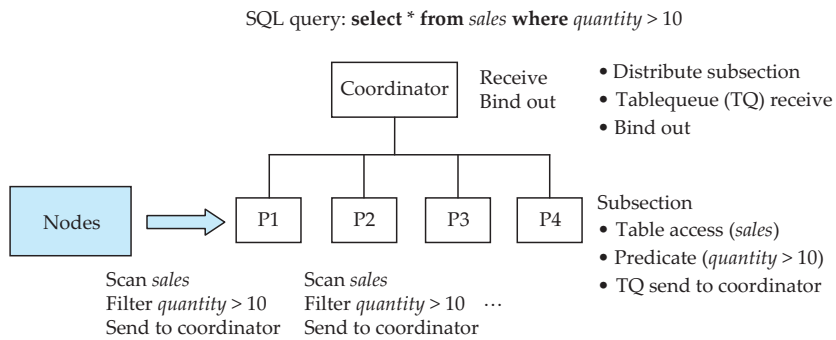 SQL query: select * from sales where quantity > 10
Coordinator
Receive
Bind out
• Distribute subsection
• Tablequeue (TQ) receive
• Bind out
Nodes
P1
P2
P3
P4
Subsection
• Table access (sales)
• Predicate (quantity > 10)
• TQ send to coordinator
Scan sales
Filter quantity > 10
Send to coordinator
Scan sales
Filter quantity > 10 ...
Send to coordinator